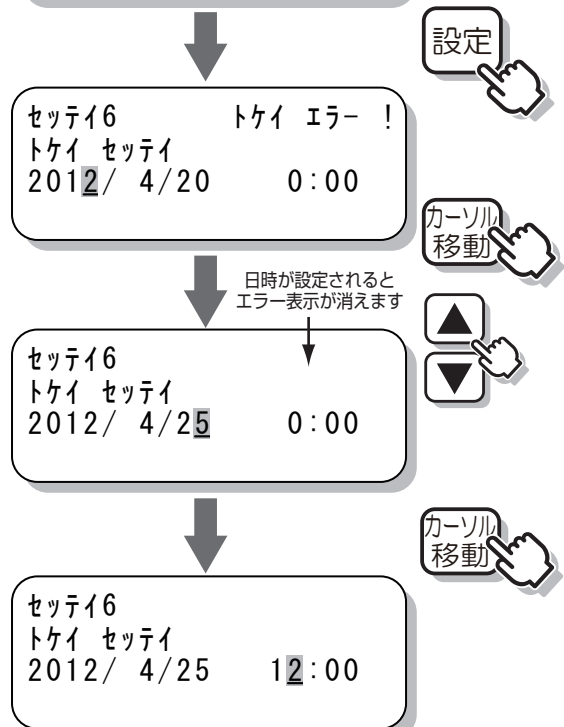 設定
ｾｯﾃｲ6 ﾄｹｲ ｴﾗｰ !
ﾄｹｲ ｾｯﾃｲ
2012/ 4/20 0:00
カーソル
移動
日時が設定されると
エラー表示が消えます
▲
▼
ｾｯﾃｲ6
ﾄｹｲ ｾｯﾃｲ
2012/ 4/25 0:00
カーソル
移動
ｾｯﾃｲ6
ﾄｹｲ ｾｯﾃｲ
2012/ 4/25 12:00